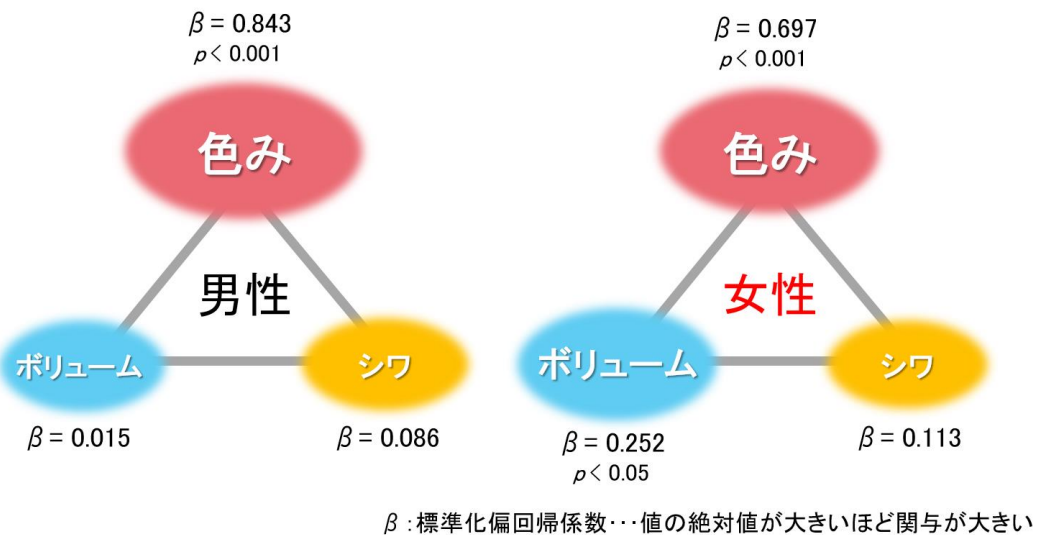 β = 0.843
p< 0.001
色み
男性
ボリューム
シワ
β = 0.015
β = 0.086
β = 0.697
p< 0.001
色み
女性
ボリューム
シワ
β = 0.252
p< 0.05
β = 0.113
β:標準化偏回帰係数･･･値の絶対値が大きいほど関与が大きい